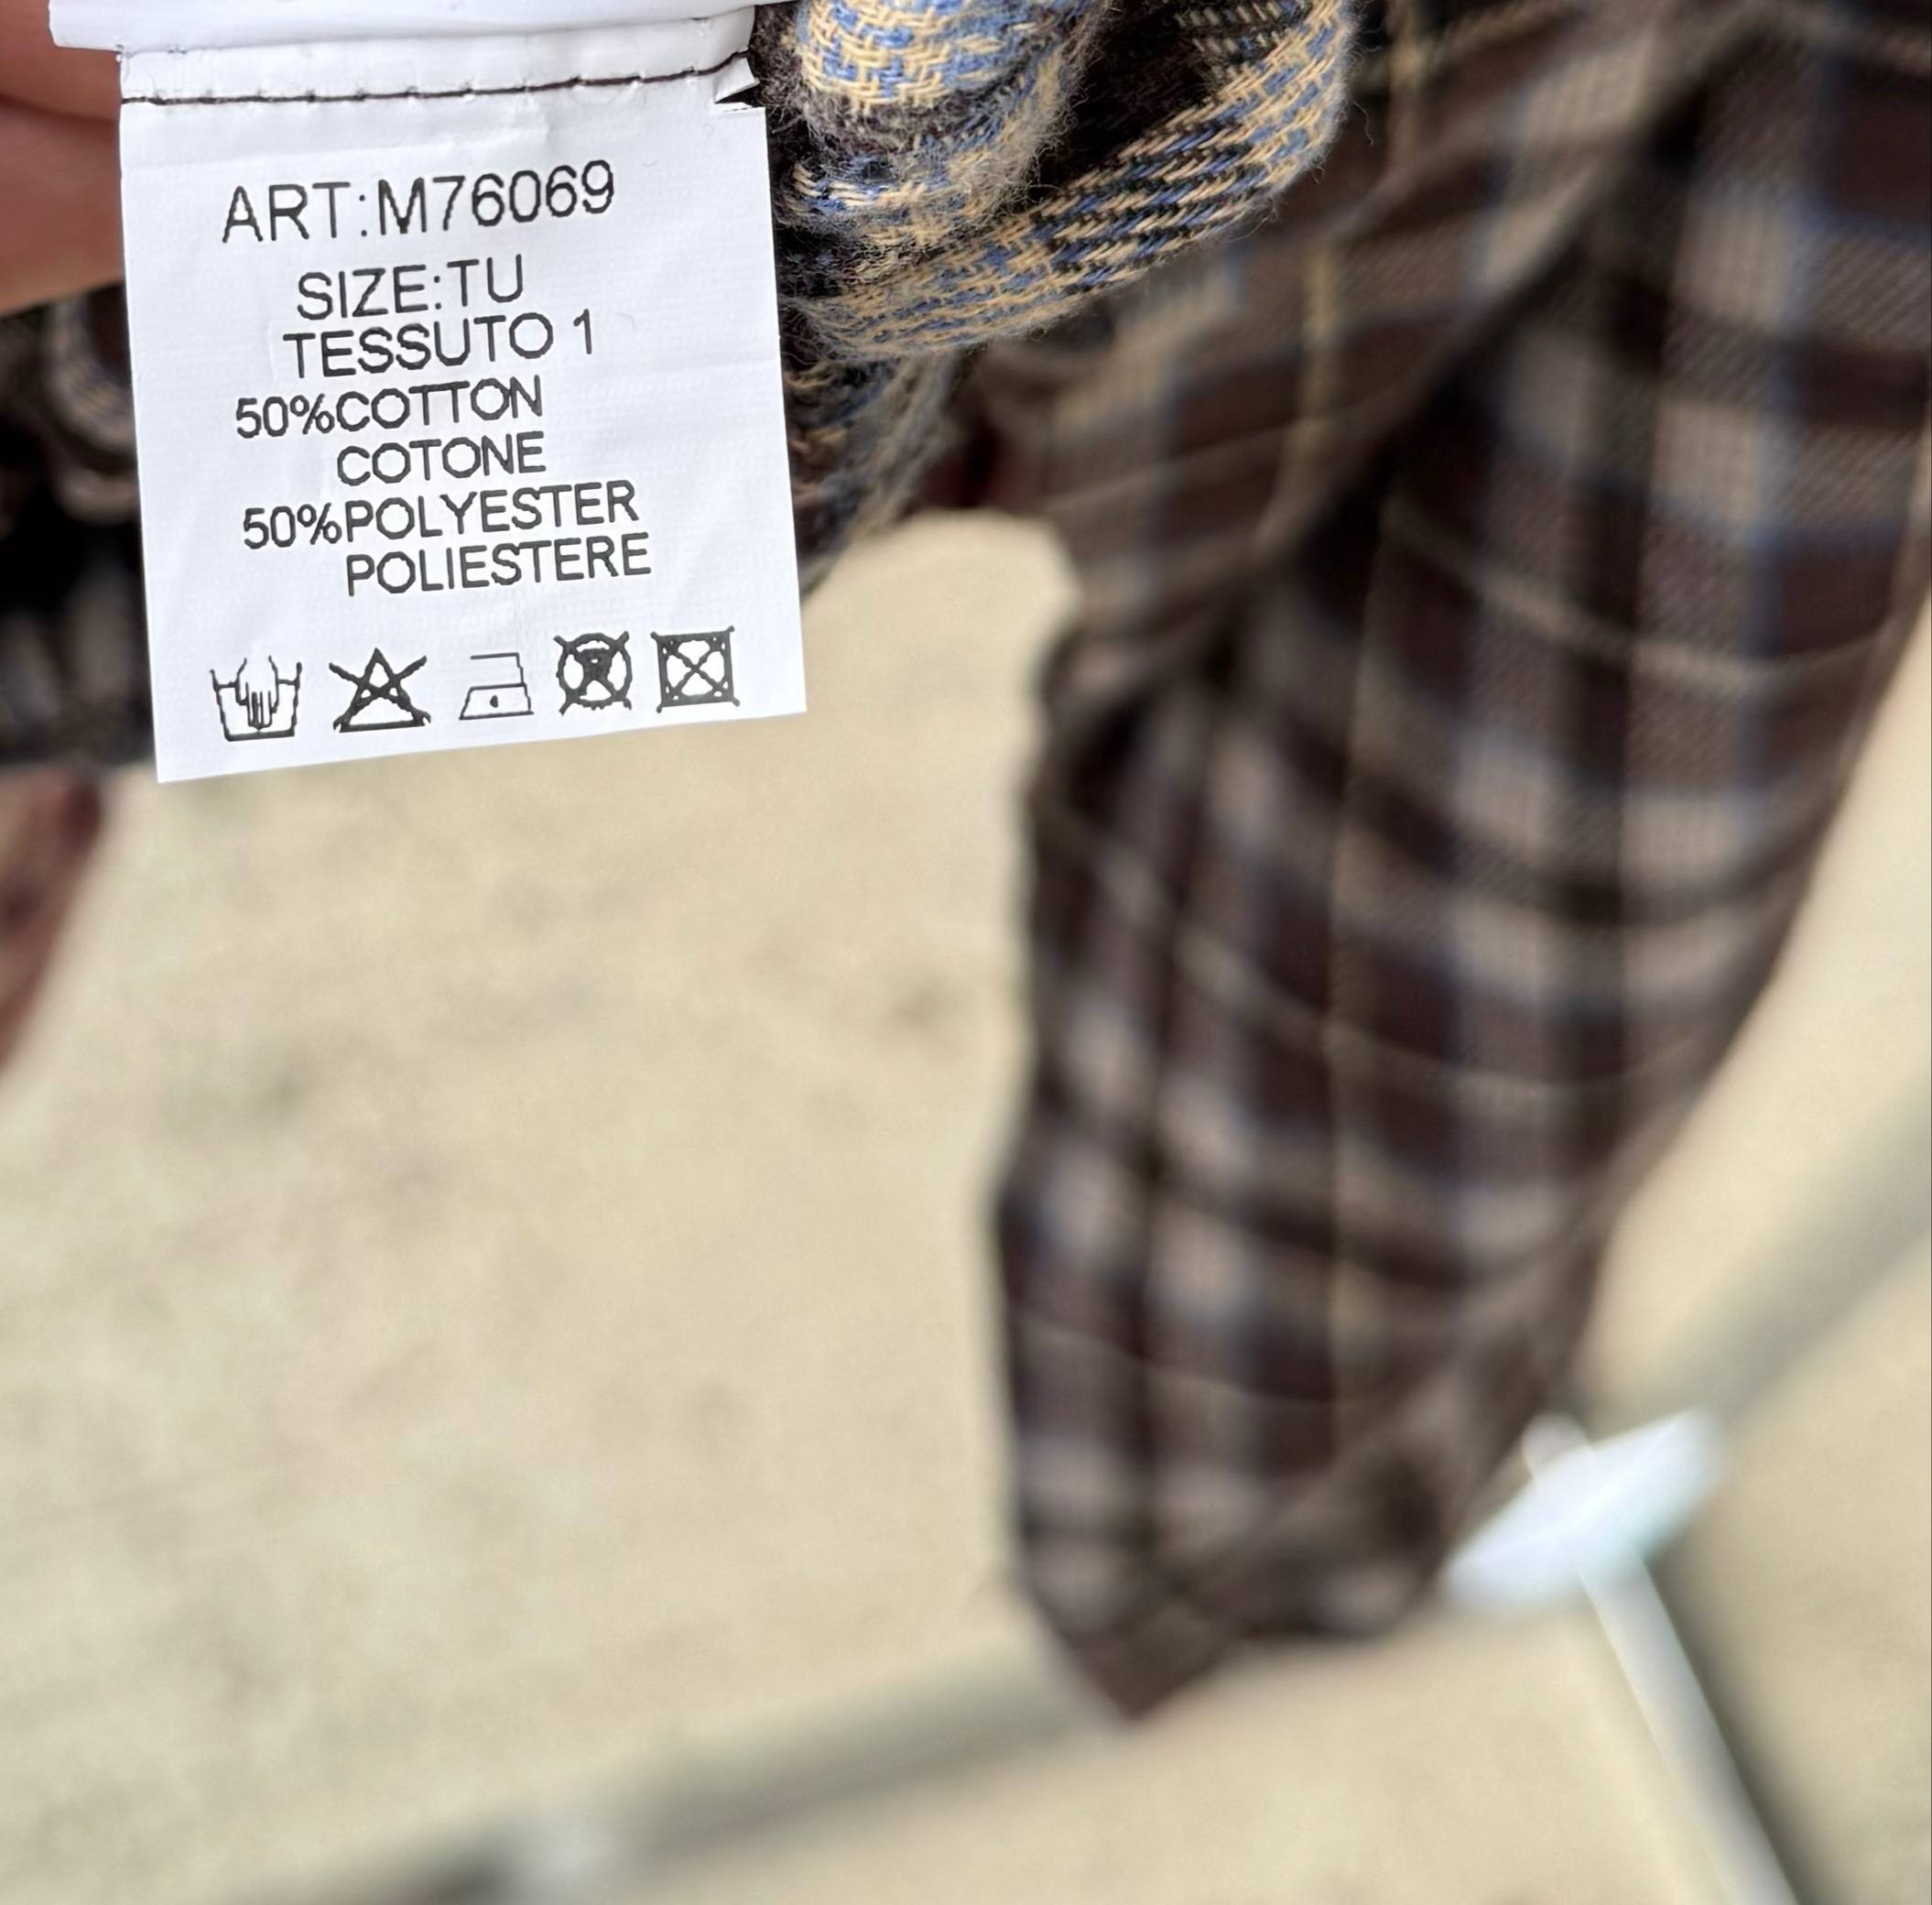 ART:M76069
SIZE:TU
TESSUTO 1
50%COTTON
COTONE
50%POLYESTER
POLIESTERE